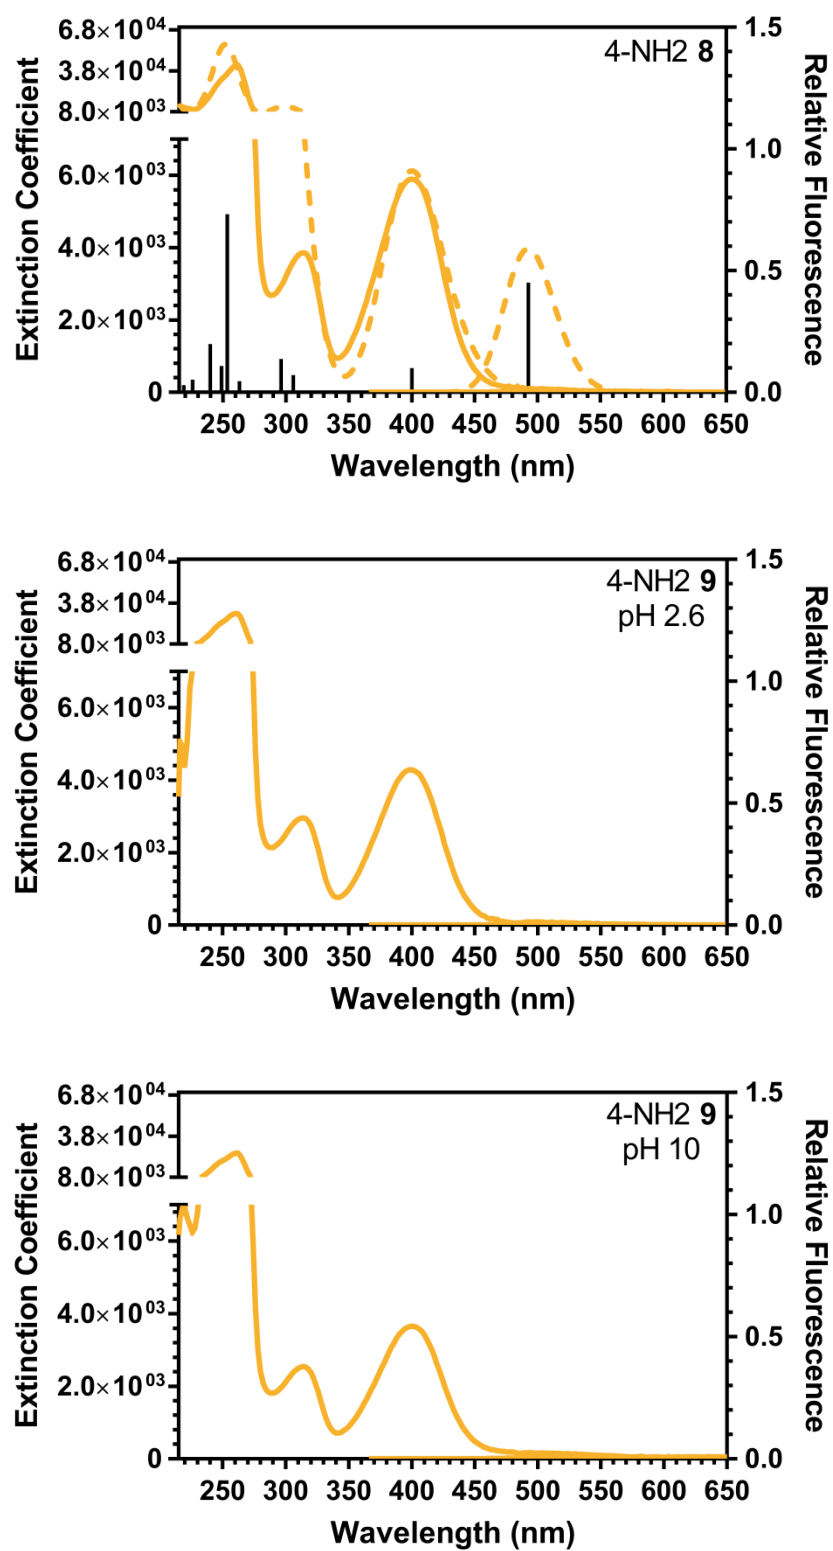 4-NH2 8
Extinction Coefficient
6.8×10⁰⁴
3.8×10⁰⁴
8.0×10⁰³
6.0×10⁰³
4.0×10⁰³
2.0×10⁰³
0
1.5
1.0
0.5
0.0
Relative Fluorescence
250 300 350 400 450 500 550 600 650
Wavelength (nm)
4-NH2 9
pH 2.6
Extinction Coefficient
6.8×10⁰⁴
3.8×10⁰⁴
8.0×10⁰³
6.0×10⁰³
4.0×10⁰³
2.0×10⁰³
0
1.5
1.0
0.5
0.0
Relative Fluorescence
250 300 350 400 450 500 550 600 650
Wavelength (nm)
4-NH2 9
pH 10
Extinction Coefficient
6.8×10⁰⁴
3.8×10⁰⁴
8.0×10⁰³
6.0×10⁰³
4.0×10⁰³
2.0×10⁰³
0
1.5
1.0
0.5
0.0
Relative Fluorescence
250 300 350 400 450 500 550 600 650
Wavelength (nm)